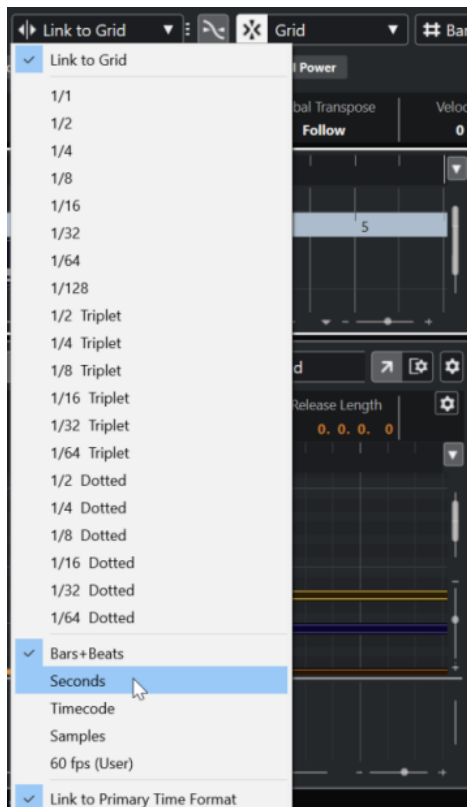 Link to Grid
Grid
Bar
Link to Grid
Power
1/1
bal Transpose
Veloc
1/2
Follow
0
1/4
1/8
1/16
5
1/32
1/64
1/128
1/2 Triplet
1/4 Triplet
1/8 Triplet
d
1/16 Triplet
Release Length
1/32 Triplet
0. 0. 0. 0
1/64 Triplet
1/2 Dotted
1/4 Dotted
1/8 Dotted
1/16 Dotted
1/32 Dotted
1/64 Dotted
Bars+Beats
Seconds
Timecode
Samples
60 fps (User)
Link to Primary Time Format